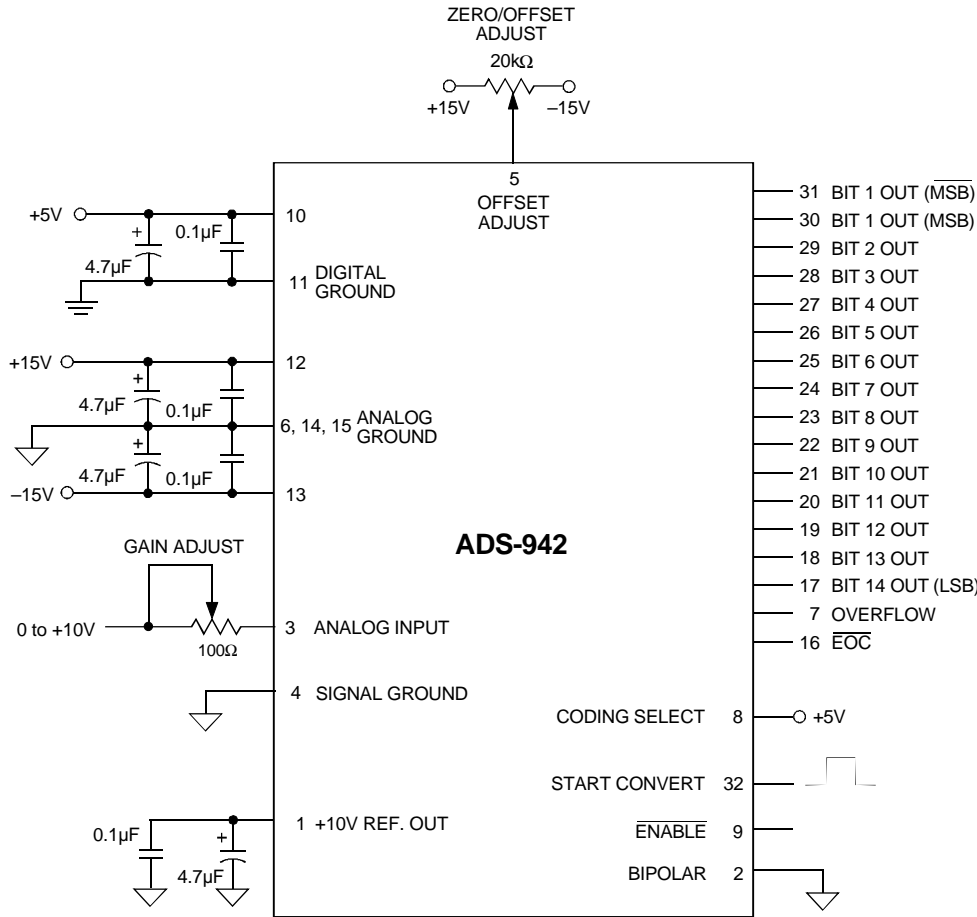 ZERO/OFFSET
ADJUST
20kΩ
+15V
–15V
5
OFFSET
ADJUST
+5V
10
+
0.1µF
4.7µF
11 DIGITAL
GROUND
+15V
12
+
4.7µF
0.1µF
6, 14, 15 ANALOG
GROUND
+
4.7µF
0.1µF
–15V
13
GAIN ADJUST
0 to +10V
100Ω
3 ANALOG INPUT
4 SIGNAL GROUND
1 +10V REF. OUT
0.1µF
+
4.7µF
ADS-942
31 BIT 1 OUT (M̅S̅B̅)
30 BIT 1 OUT (MSB)
29 BIT 2 OUT
28 BIT 3 OUT
27 BIT 4 OUT
26 BIT 5 OUT
25 BIT 6 OUT
24 BIT 7 OUT
23 BIT 8 OUT
22 BIT 9 OUT
21 BIT 10 OUT
20 BIT 11 OUT
19 BIT 12 OUT
18 BIT 13 OUT
17 BIT 14 OUT (LSB)
7 OVERFLOW
16 E̅O̅C̅
CODING SELECT 8
+5V
START CONVERT 32
E̅N̅A̅B̅L̅E̅ 9
BIPOLAR 2